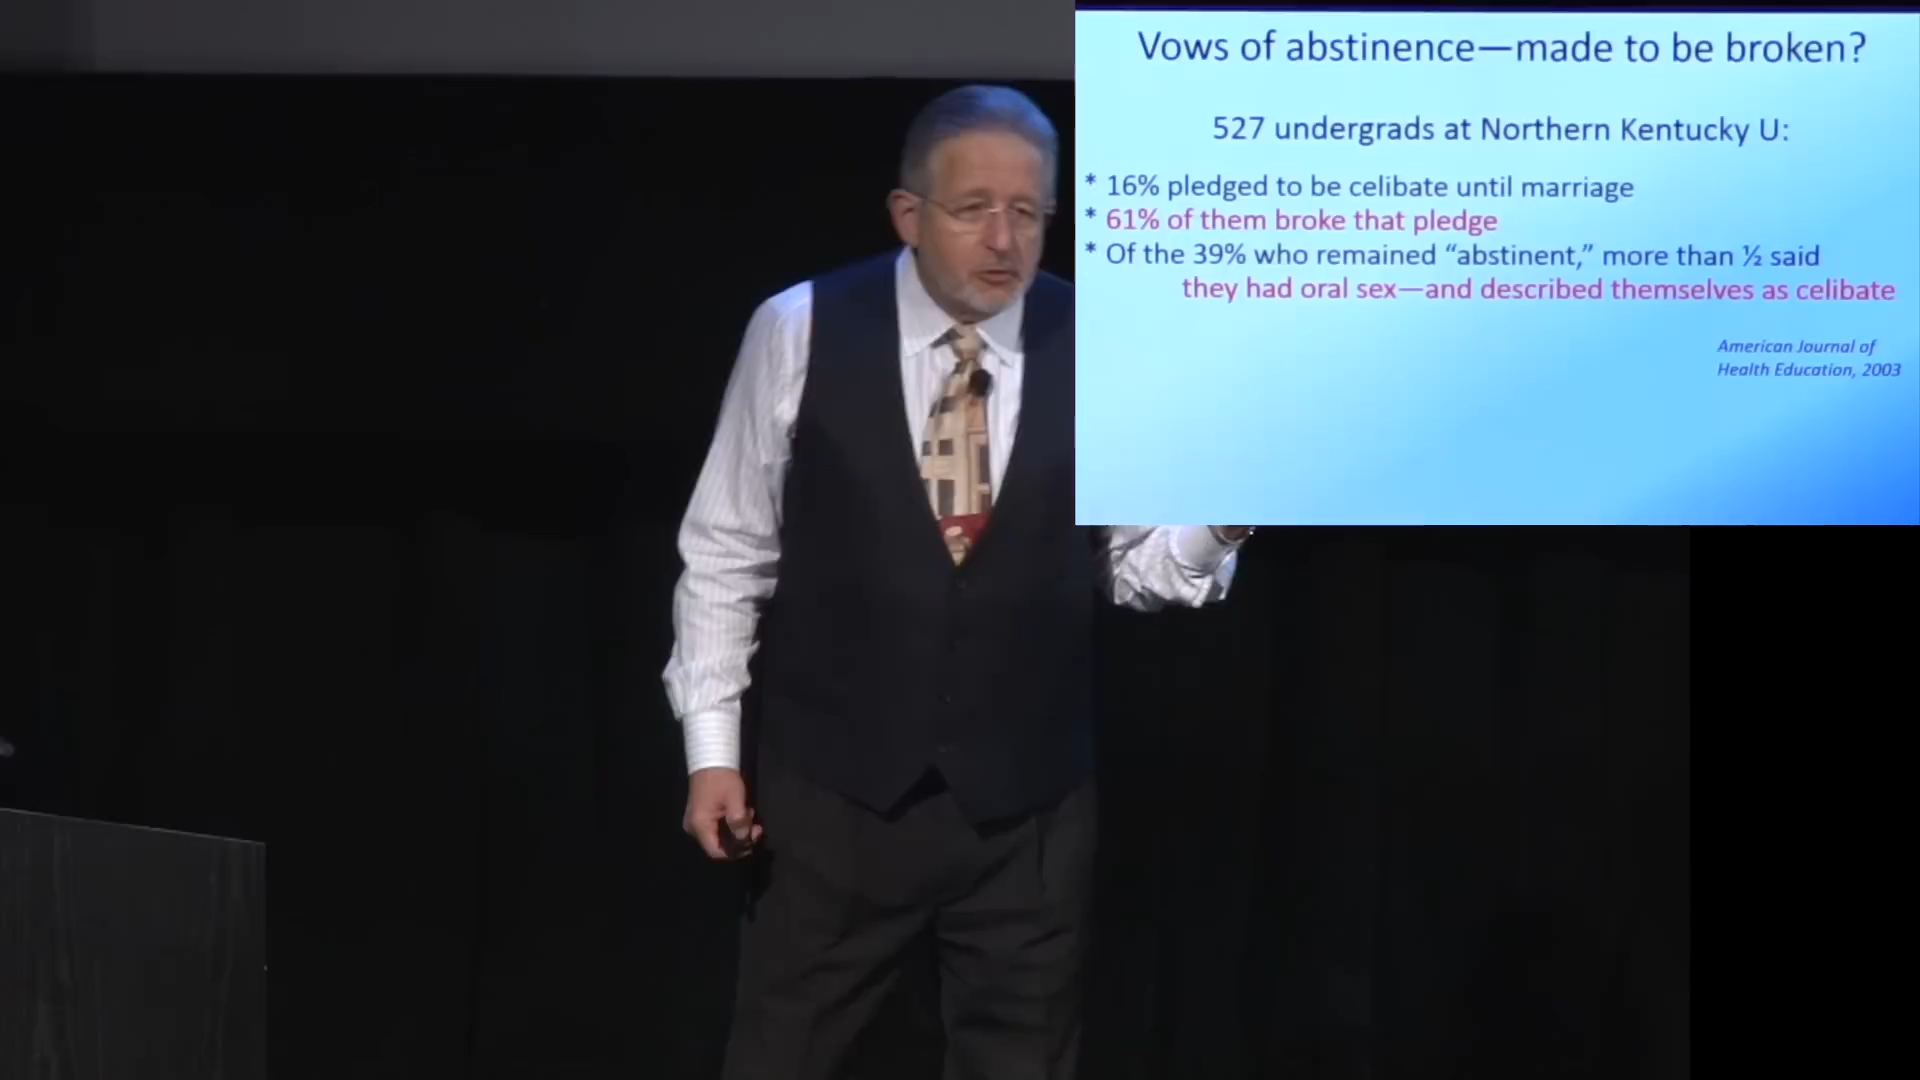 Vows of abstinence—made to be broken?
527 undergrads at Northern Kentucky U:
* 16% pledged to be celibate until marriage
* 61% of them broke that pledge
* Of the 39% who remained “abstinent,” more than ½ said
they had oral sex—and described themselves as celibate
American Journal of
Health Education, 2003